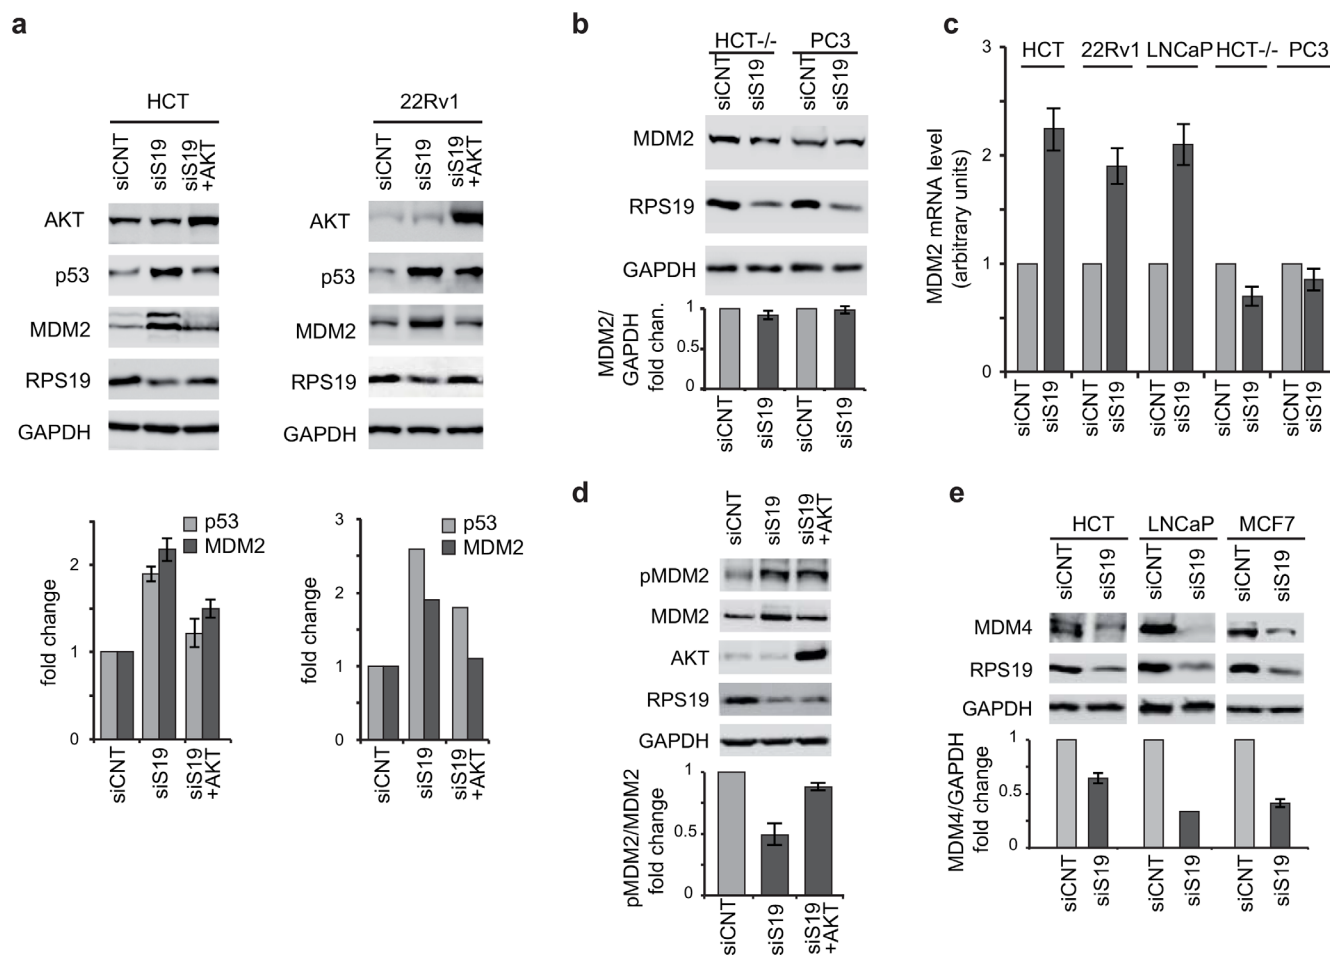 a
HCT
siCNT
siS19
siS19
+AKT
AKT
p53
MDM2
RPS19
GAPDH
22Rv1
siCNT
siS19
siS19
+AKT
AKT
p53
MDM2
RPS19
GAPDH
fold change
2
1
0
p53
MDM2
siCNT
siS19
siS19
+AKT
fold change
3
2
1
0
p53
MDM2
siCNT
siS19
siS19
+AKT
b
HCT-/-
PC3
siCNT
siS19
siCNT
siS19
MDM2
RPS19
GAPDH
MDM2/
GAPDH
fold chan.
1
0.5
0
siCNT
siS19
siCNT
siS19
c
MDM2 mRNA level
(arbitrary units)
3
2
1
0
HCT
22Rv1
LNCaP
HCT-/-
PC3
siCNT
siS19
siCNT
siS19
siCNT
siS19
siCNT
siS19
siCNT
siS19
d
siCNT
siS19
siS19
+AKT
pMDM2
MDM2
AKT
RPS19
GAPDH
pMDM2/MDM2
fold change
1
0.5
0
siCNT
siS19
siS19
+AKT
e
HCT
LNCaP
MCF7
siCNT
siS19
siCNT
siS19
siCNT
siS19
MDM4
RPS19
GAPDH
MDM4/GAPDH
fold change
1
0.5
0
siCNT
siS19
siCNT
siS19
siCNT
siS19